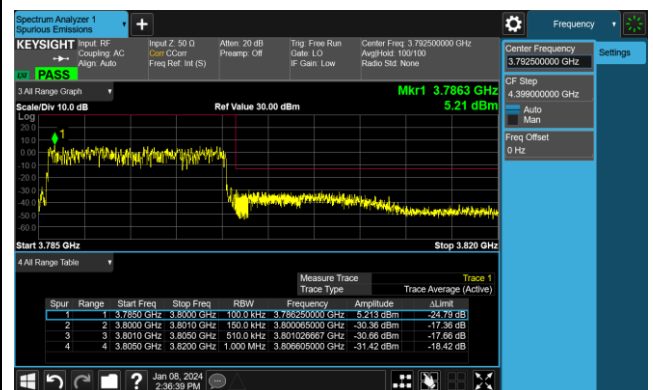 Spectrum Analyzer 1
Spurious Emissions
Frequency
KEYSIGHT Input: RF Input Z: 50 Ω Atten: 20 dB Trig: Free Run Center Freq: 3.792500000 GHz
Coupling: AC Corr CCorr Preamp: Off Gate: LO Avg|Hold: 100/100
Align: Auto Freq Ref: Int (S) IF Gain: Low Radio Std: None
PASS
Center Frequency
3.792500000 GHz
Settings
CF Step
4.399000000 GHz
Auto
Man
Freq Offset
0 Hz
3 All Range Graph
Mkr1 3.7863 GHz
Scale/Div 10.0 dB Ref Value 30.00 dBm 5.21 dBm
Log
20.0
10.0
0.00
-10.0
-20.0
-30.0
-40.0
-50.0
-60.0
1
Start 3.785 GHz Stop 3.820 GHz
4 All Range Table
Measure Trace Trace 1
Trace Type Trace Average (Active)
Spur Range Start Freq Stop Freq RBW Frequency Amplitude ΔLimit
1 1 3.7850 GHz 3.8000 GHz 100.0 kHz 3.786250000 GHz 5.213 dBm -24.79 dB
2 2 3.8000 GHz 3.8010 GHz 150.0 kHz 3.800065000 GHz -30.36 dBm -17.36 dB
3 3 3.8010 GHz 3.8050 GHz 510.0 kHz 3.801026667 GHz -30.66 dBm -17.66 dB
4 4 3.8050 GHz 3.8200 GHz 1.000 MHz 3.806605000 GHz -31.42 dBm -18.42 dB
Jan 08, 2024
2:36:39 PM